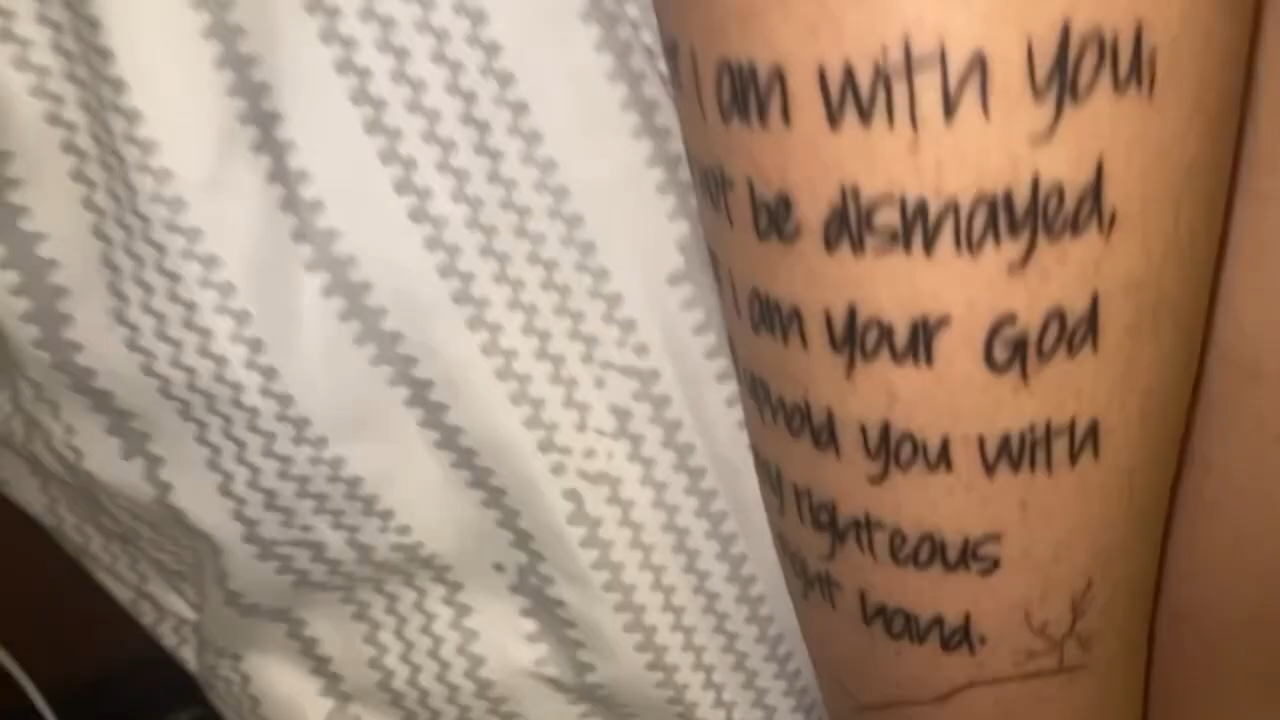 I am with you,
be dismayed,
I am your God
you with
righteous
hand.